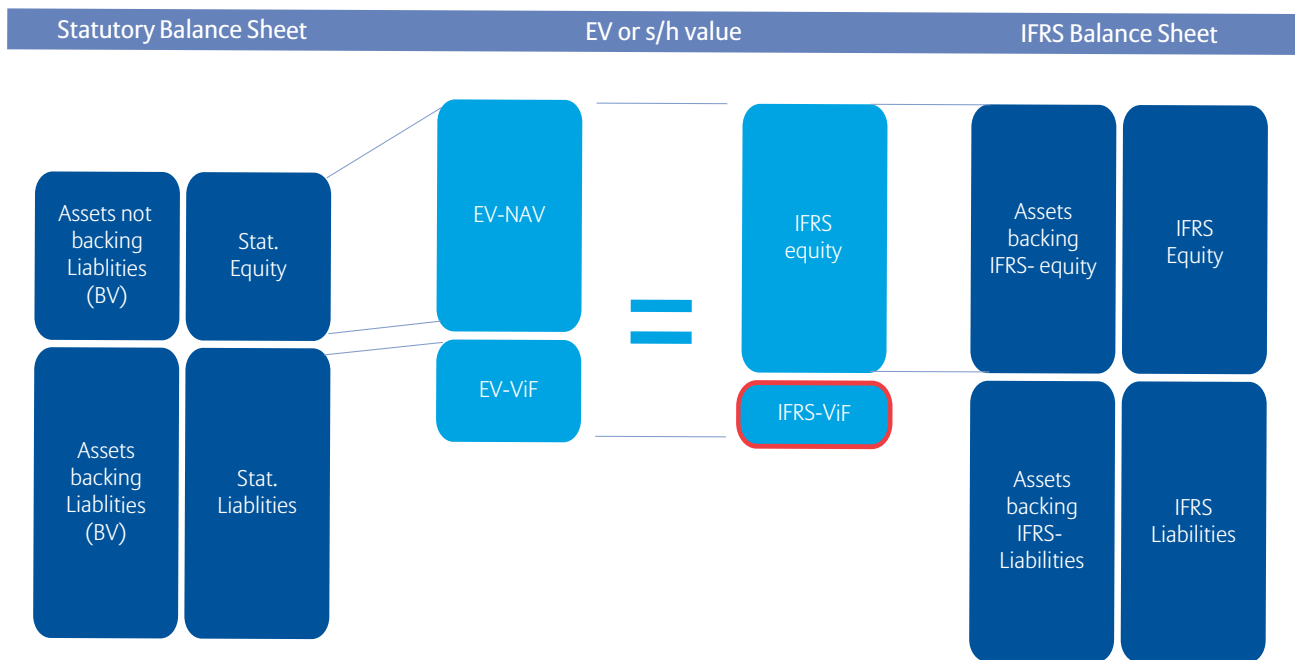 Statutory Balance Sheet
EV or s/h value
IFRS Balance Sheet
Assets not
backing
Liablities
(BV)
Stat.
Equity
EV-NAV
IFRS
equity
Assets
backing
IFRS- equity
IFRS
Equity
=
EV-ViF
IFRS-ViF
Assets
backing
Liablities
(BV)
Stat.
Liablities
Assets
backing
IFRS-
Liabilities
IFRS
Liabilities